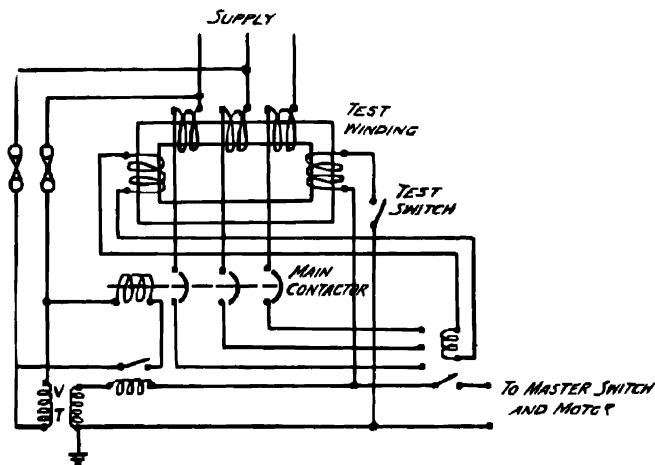 SUPPLY
TEST
WINDING
TEST
SWITCH
MAIN
CONTACTOR
V
T
TO MASTER SWITCH
AND MOTOR